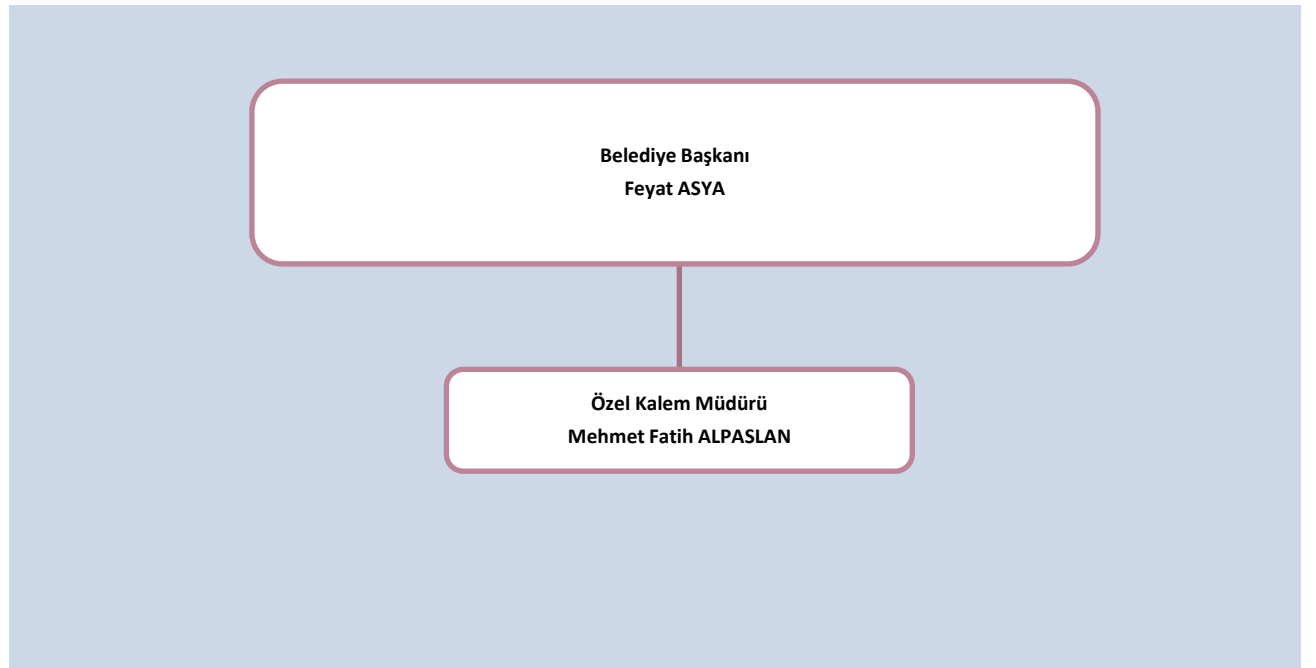 Belediye Başkanı
Feyat ASYA
Özel Kalem Müdürü
Mehmet Fatih ALPASLAN